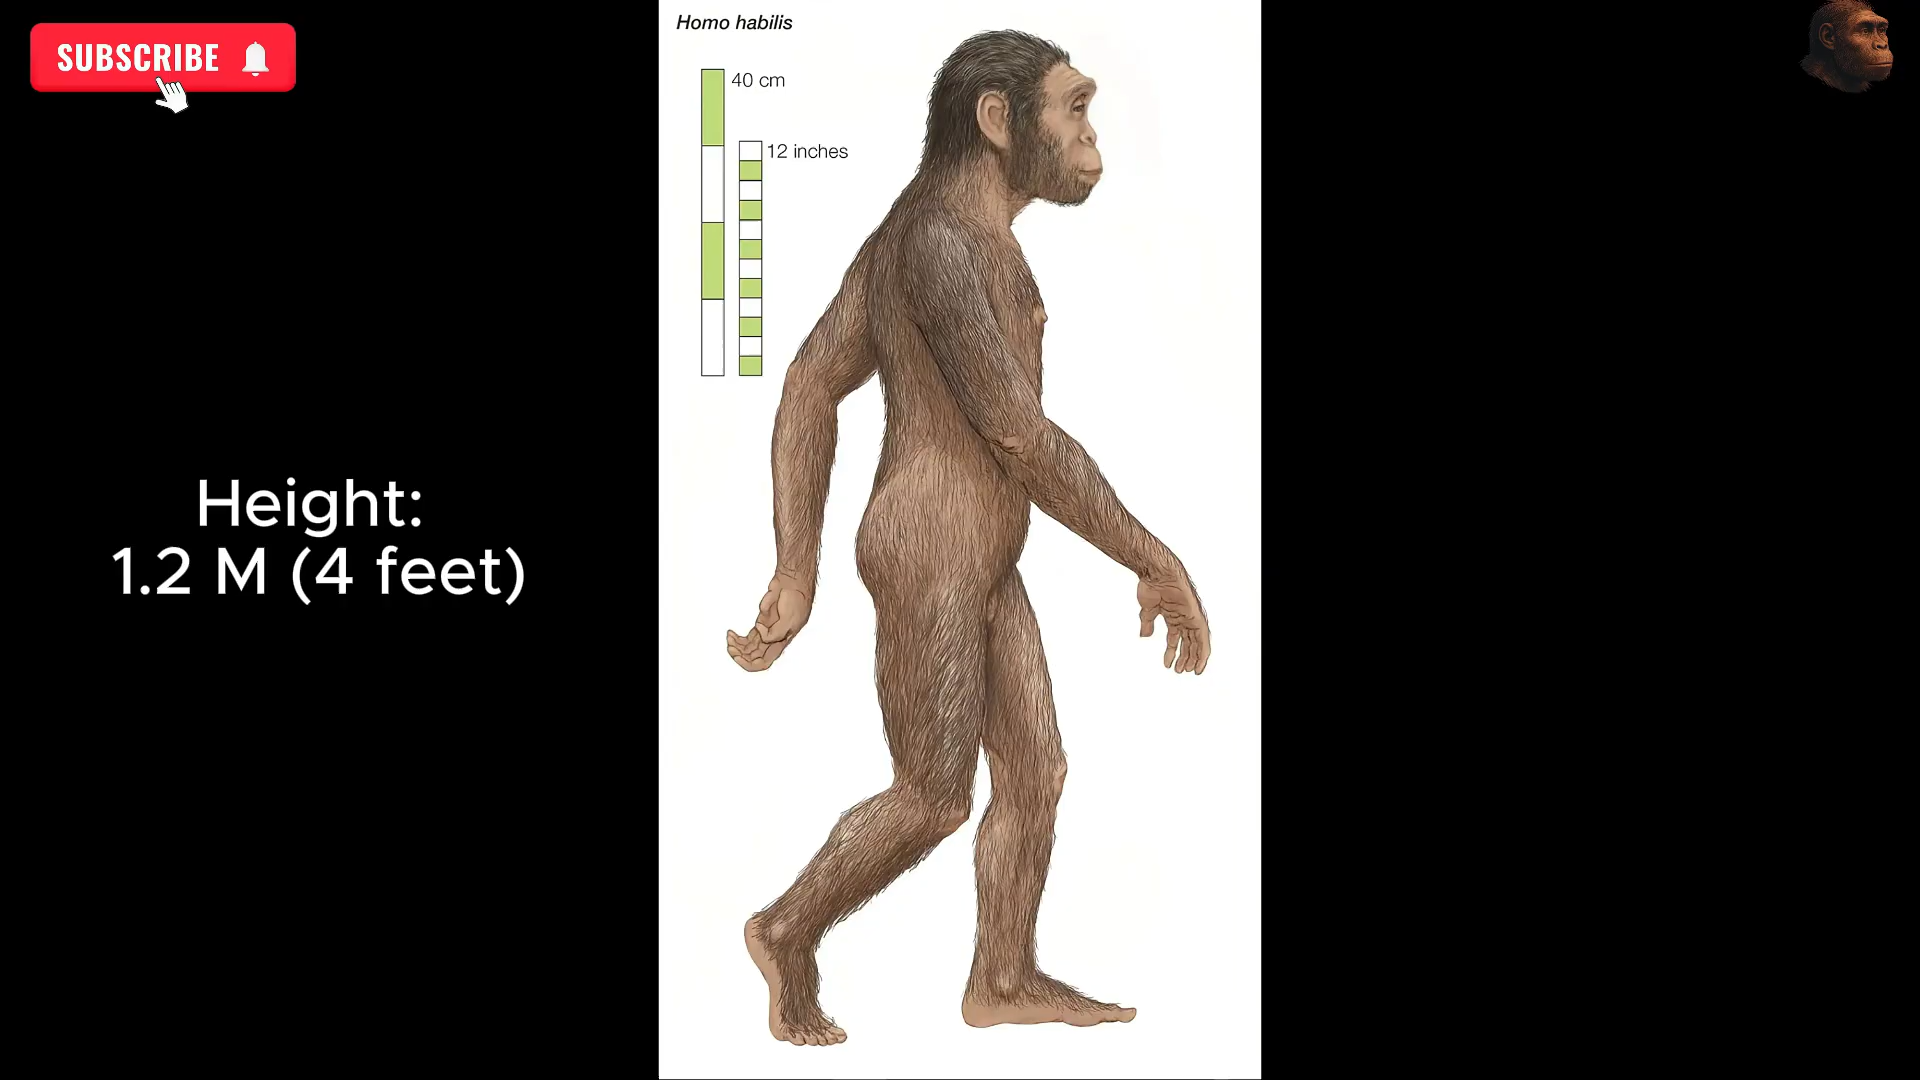 SUBSCRIBE
Homo habilis
40 cm
12 inches
Height:
1.2 M (4 feet)